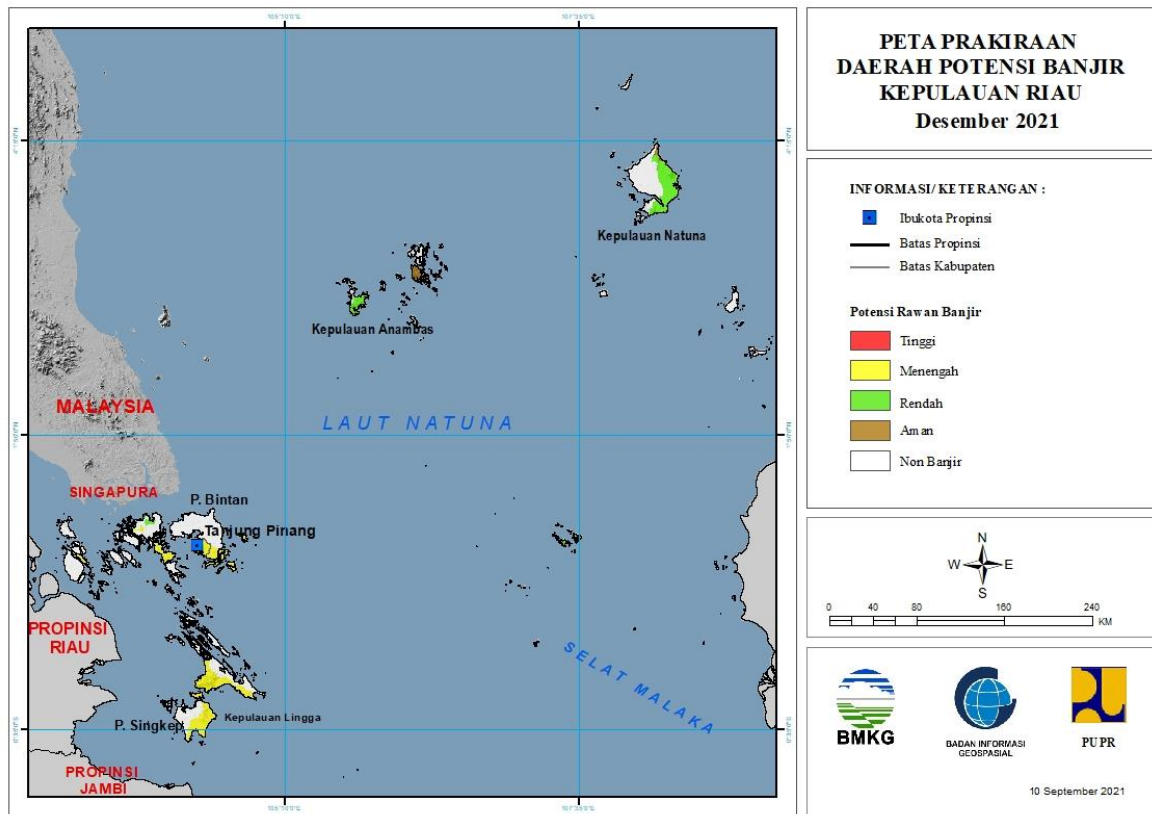 PETA PRAKIRAAN
DAERAH POTENSI BANJIR
KEPULAUAN RIAU
Desember 2021
INFORMASI/ KETERANGAN :
Ibukota Propinsi
Batas Propinsi
Batas Kabupaten
Potensi Rawan Banjir
Tinggi
Menengah
Rendah
Aman
Non Banjir
N
W
E
S
0 40 80 160 240
KM
BMKG
BADAN INFORMASI
GEOSPASIAL
PUPR
10 September 2021
Kepulauan Natuna
Kepulauan Anambas
MALAYSIA
LAUT NATUNA
SINGAPURA
P. Bintan
Tanjung Pinang
PROPINSI
RIAU
SELAT MALAKA
P. Singkep
Kepulauan Lingga
PROPINSI
JAMBI